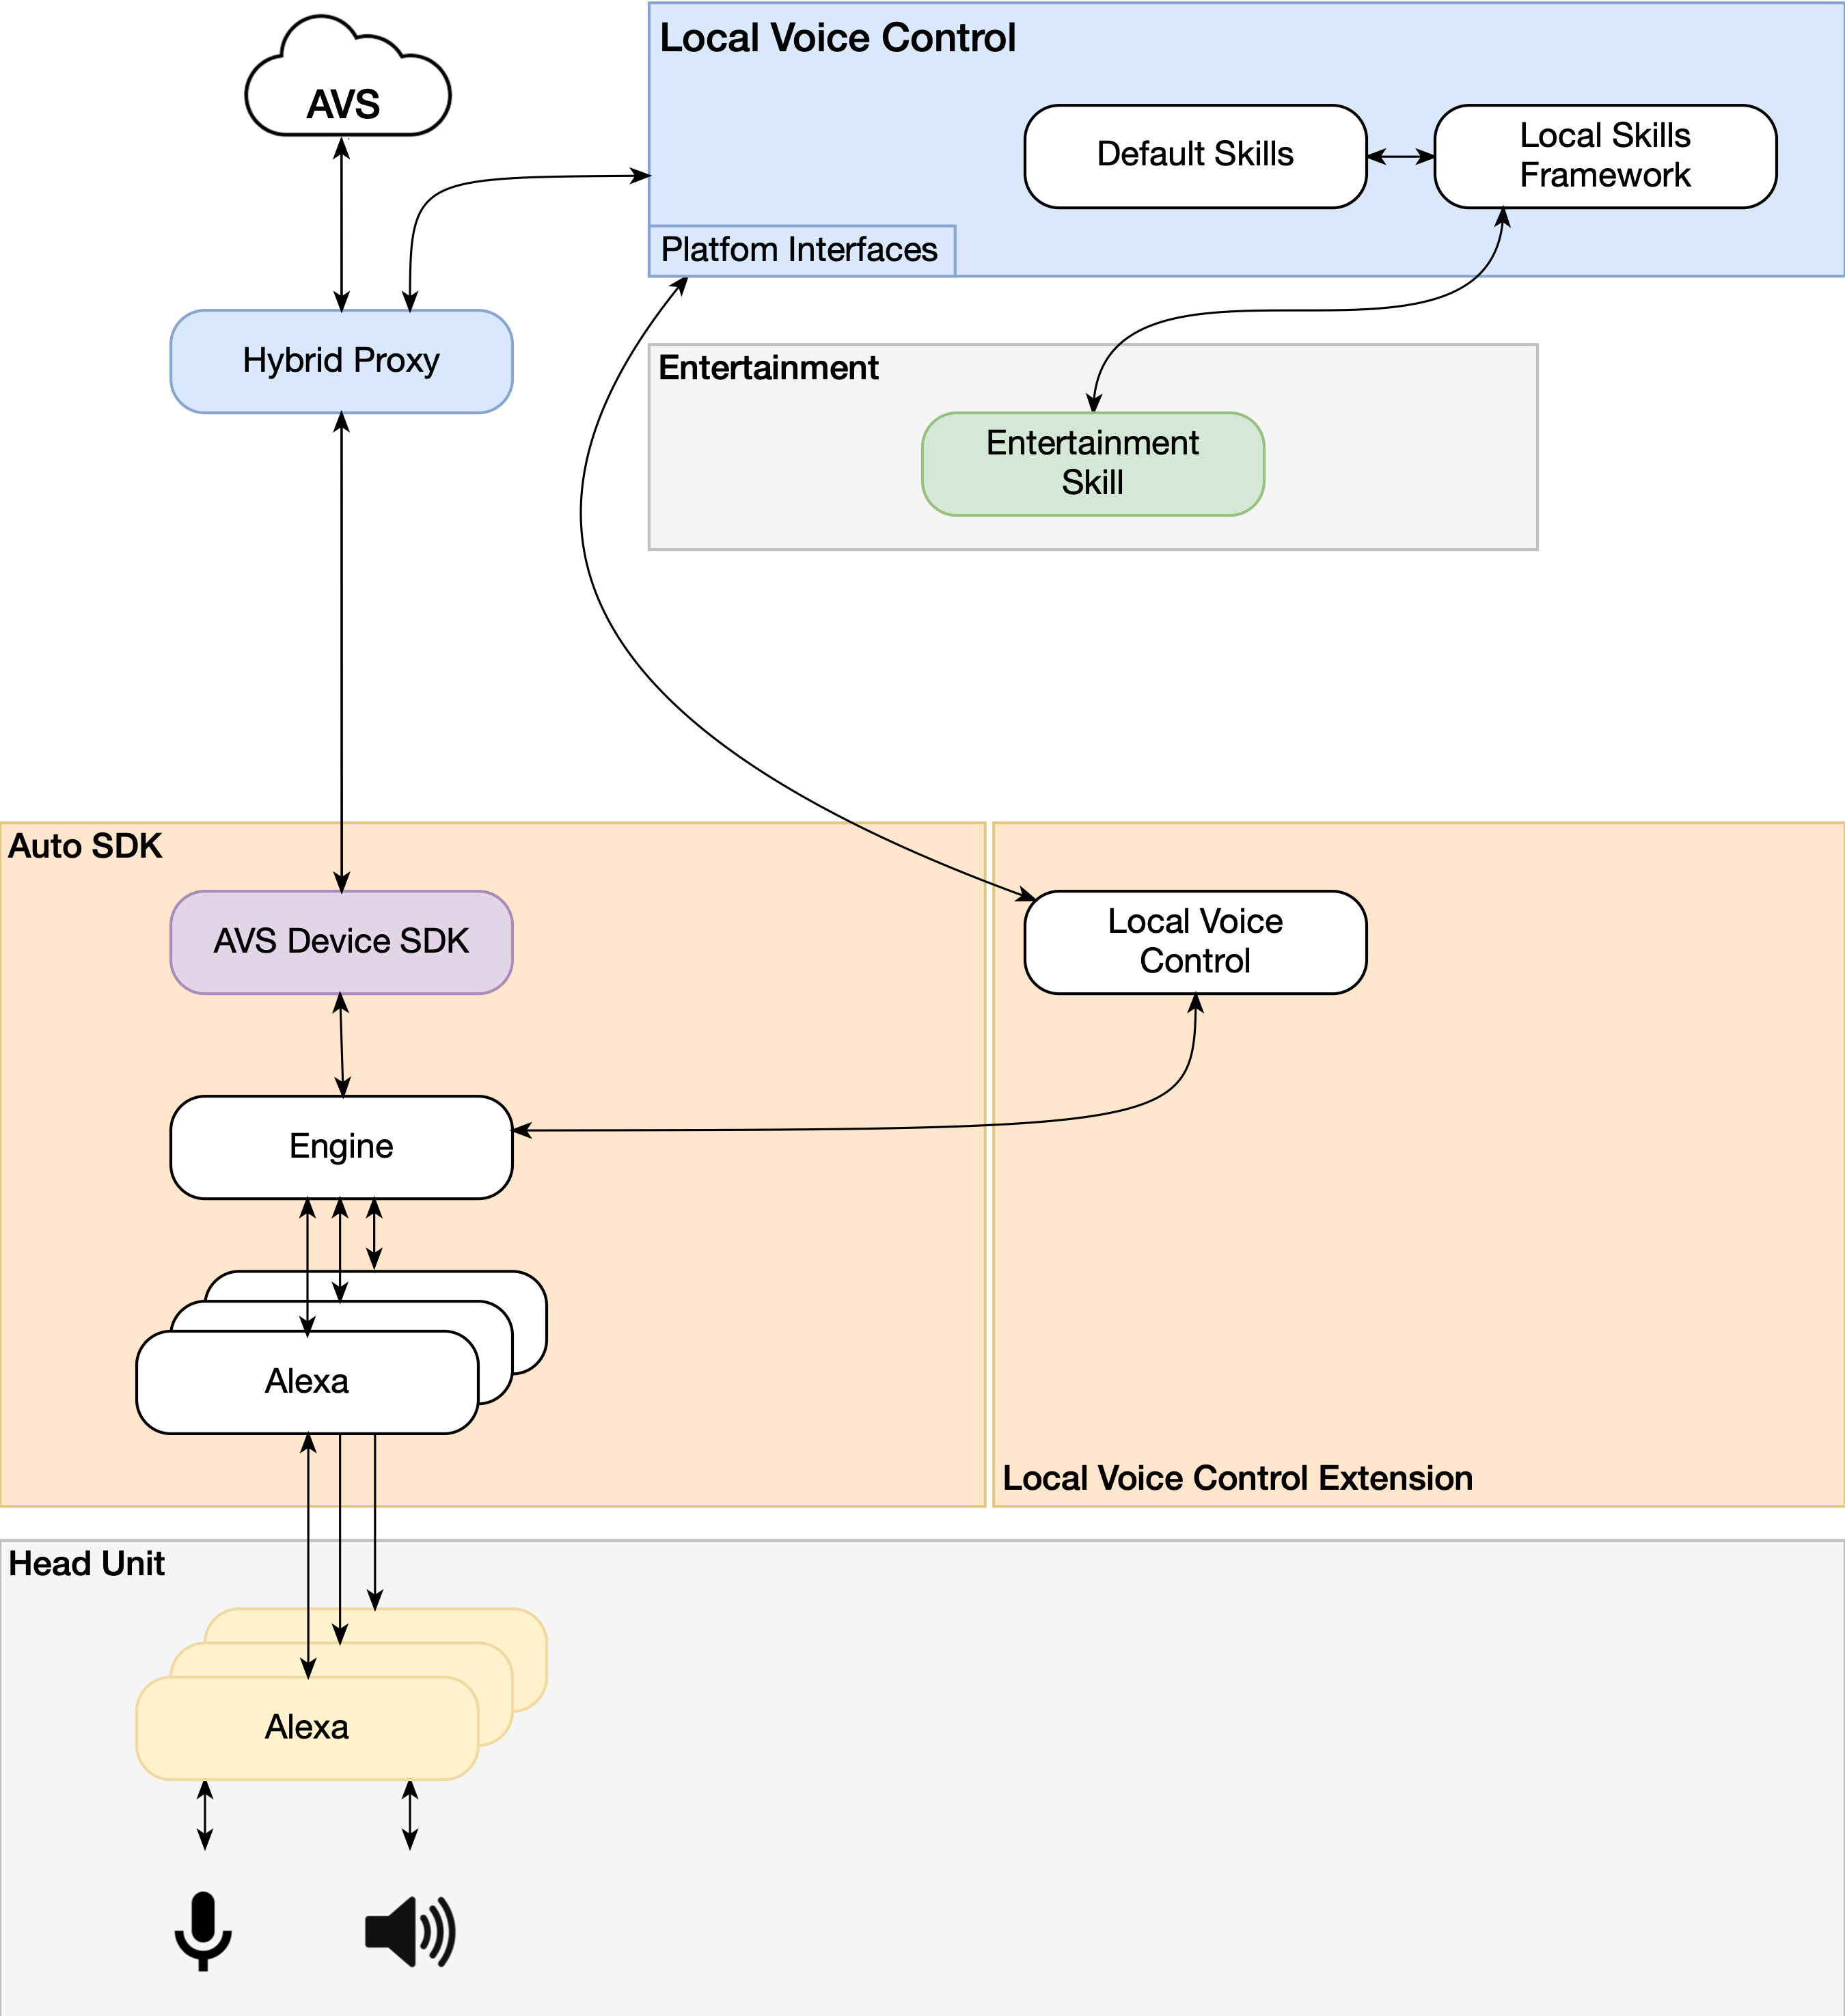 AVS
Local Voice Control
Default Skills
Local Skills
Framework
Platfom Interfaces
Hybrid Proxy
Entertainment
Entertainment
Skill
Auto SDK
AVS Device SDK
Local Voice
Control
Engine
Alexa
Local Voice Control Extension
Head Unit
Alexa